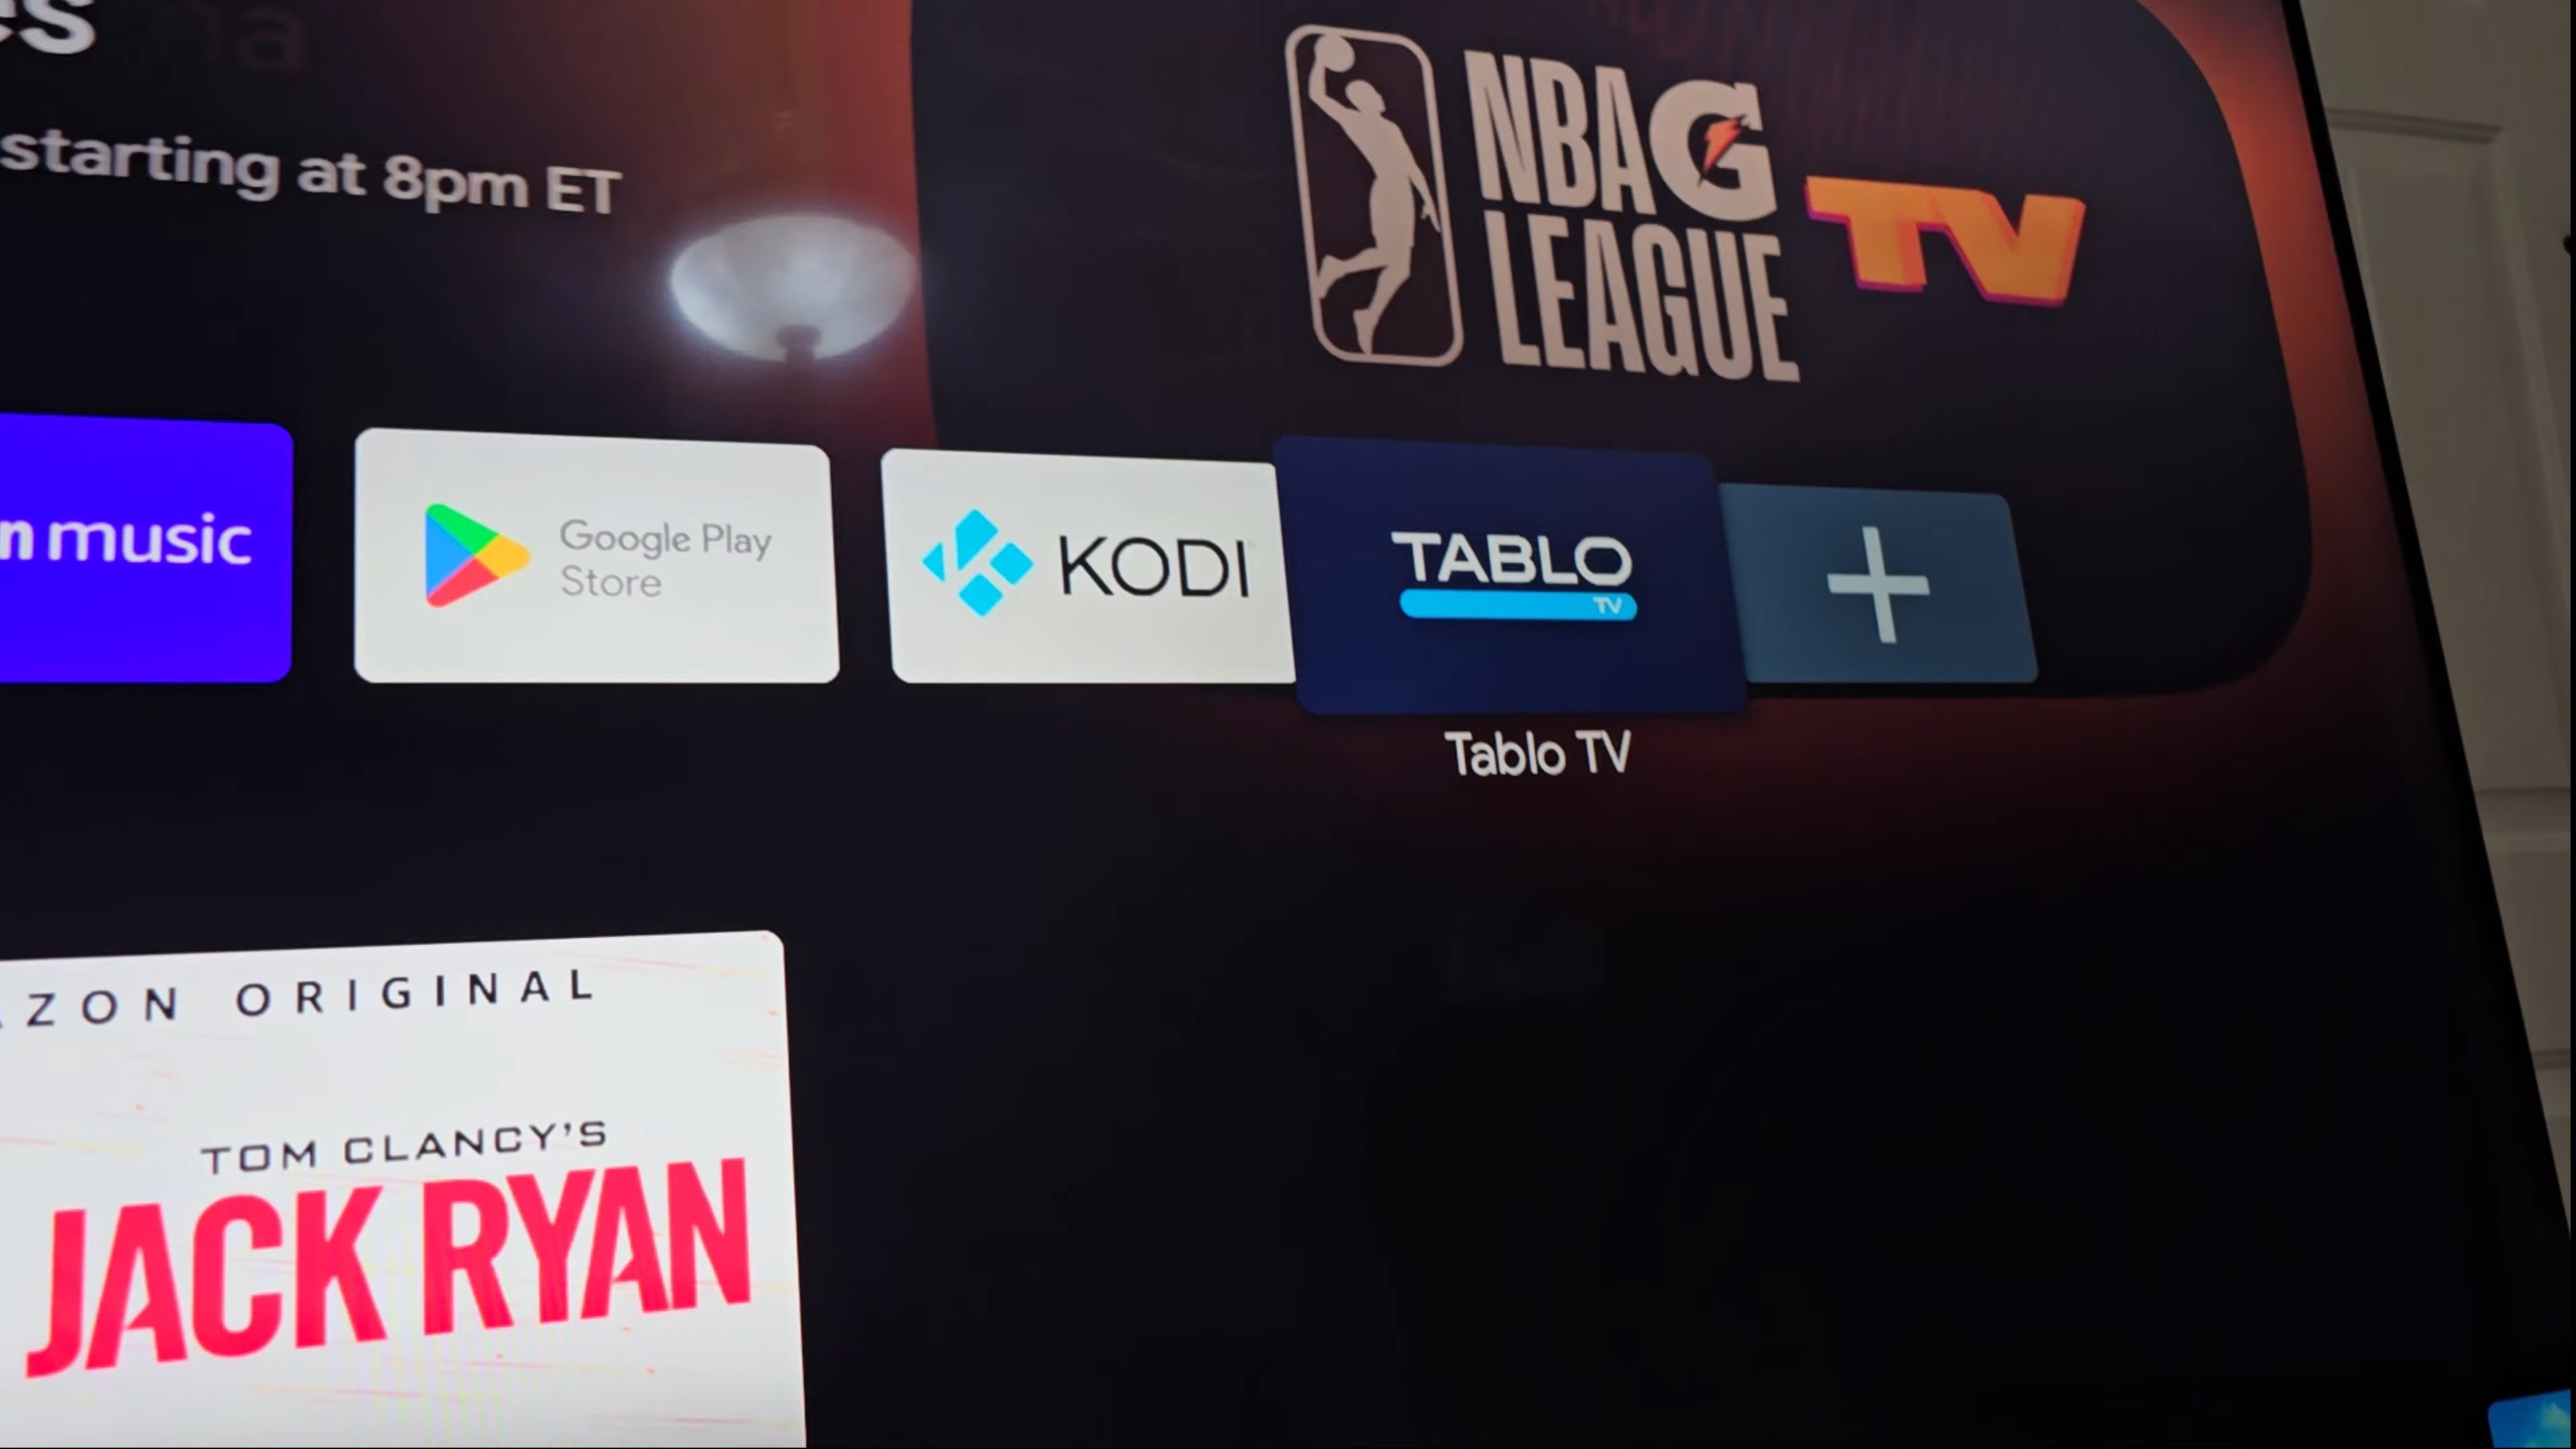 starting at 8pm ET
NBA G
LEAGUE
TV
music
Google Play
Store
KODI
TABLO
TV
Tablo TV
ZON ORIGINAL
TOM CLANCY'S
JACK RYAN